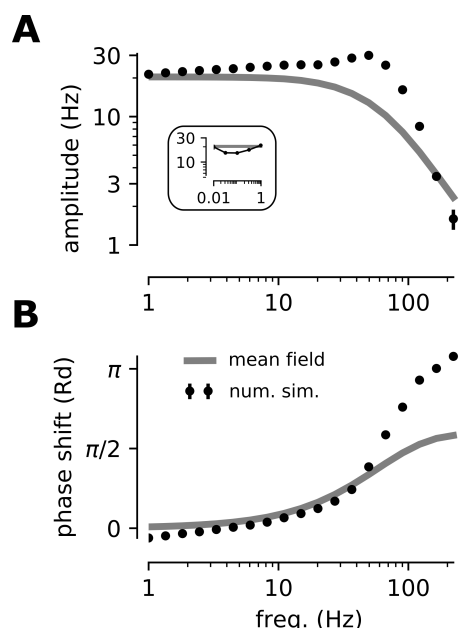 A
amplitude (Hz)
30
10
3
1
30
10
0.01 1
1 10 100
B
phase shift (Rd)
π
π/2
0
mean field
num. sim.
1 10 100
freq. (Hz)